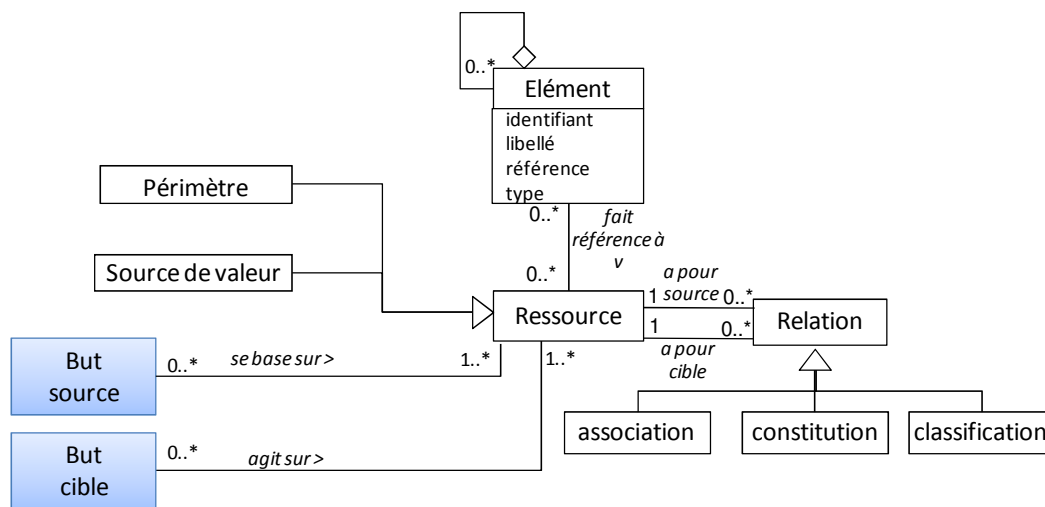 0..*
Elément
identifiant
libellé
référence
type
Périmètre
0..*
fait
référence à
v
Source de valeur
0..*
Ressource
1
a pour
source
0..*
Relation
1
0..*
a pour
cible
But
source
0..*
se base sur >
1..*
1..*
association
constitution
classification
But
cible
0..*
agit sur >